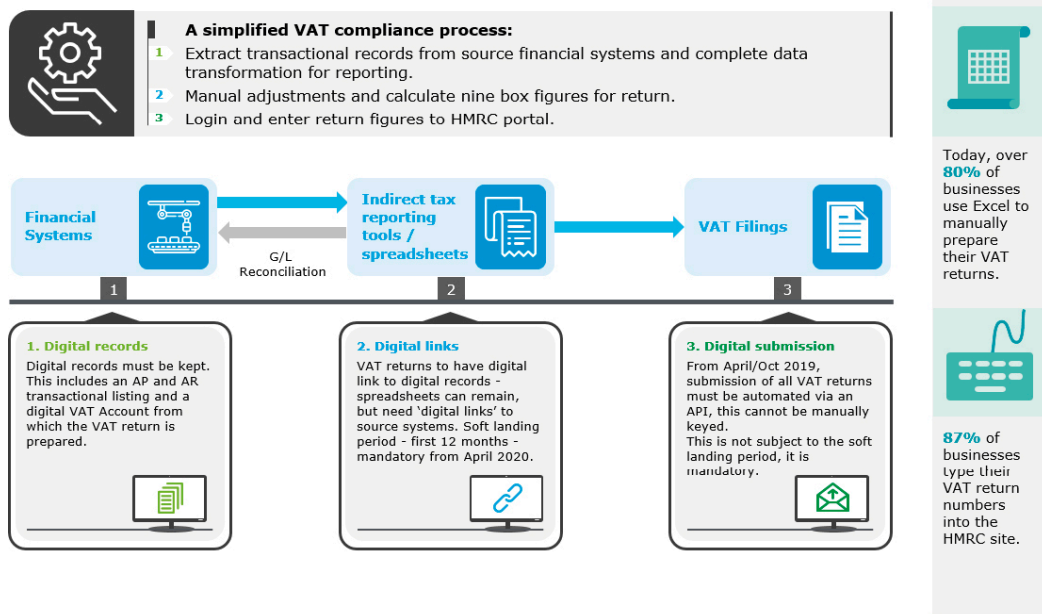 A simplified VAT compliance process:
1 Extract transactional records from source financial systems and complete data
transformation for reporting.
2 Manual adjustments and calculate nine box figures for return.
3 Login and enter return figures to HMRC portal.
Financial
Systems
G/L
Reconciliation
Indirect tax
reporting
tools /
spreadsheets
VAT Filings
1
2
3
1. Digital records
Digital records must be kept.
This includes an AP and AR
transactional listing and a
digital VAT Account from
which the VAT return is
prepared.
2. Digital links
VAT returns to have digital
link to digital records -
spreadsheets can remain,
but need ‘digital links’ to
source systems. Soft landing
period - first 12 months -
mandatory from April 2020.
3. Digital submission
From April/Oct 2019,
submission of all VAT returns
must be automated via an
API, this cannot be manually
keyed.
This is not subject to the soft
landing period, it is
mandatory.
Today, over
80% of
businesses
use Excel to
manually
prepare
their VAT
returns.
87% of
businesses
type their
VAT return
numbers
into the
HMRC site.